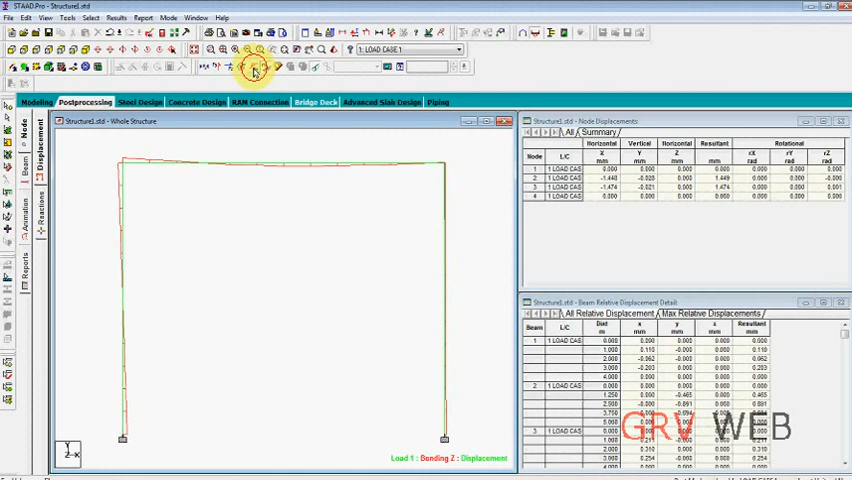 STAAD.Pro - Structure1.std
File Edit View Tools Select Results Report Mode Window Help
1: LOAD CASE 1
Modeling Postprocessing Steel Design Concrete Design RAM Connection Bridge Deck Advanced Slab Design Piping
Node
Beam
Animation
Reports
Displacement
Reactions
Structure1.std - Whole Structure
Load 1 : Bending Z : Displacement
Structure1.std - Node Displacements:
All Summary
Horizontal Vertical Horizontal Resultant Rotational
Node L/C X mm Y mm Z mm mm rX rad rY rad rZ rad
1 1 LOAD CAS 0.000 0.000 0.000 0.000 0.000 0.000 0.000
2 1 LOAD CAS -1.448 -0.028 0.000 1.449 0.000 0.000 -0.000
3 1 LOAD CAS -1.474 -0.021 0.000 1.474 0.000 0.000 0.001
4 1 LOAD CAS 0.000 0.000 0.000 0.000 0.000 0.000 0.000
Structure1.std - Beam Relative Displacement Detail:
All Relative Displacement Max Relative Displacements
Beam L/C Dist m x mm y mm z mm Resultant mm
1 1 LOAD CAS 0.000 0.000 0.000 0.000 0.000
1.000 0.110 -0.000 0.000 0.110
2.000 -0.062 -0.000 0.000 0.062
3.000 -0.203 -0.000 0.000 0.203
4.000 0.000 0.000 0.000 0.000
2 1 LOAD CAS 0.000 0.000 0.000 0.000 0.000
1.250 -0.000 -0.465 0.000 0.465
2.500 -0.000 -0.891 0.000 0.891
3 1 LOAD CAS
GRV WEB